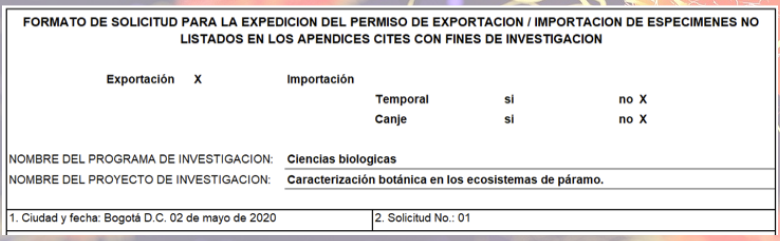 FORMATO DE SOLICITUD PARA LA EXPEDICION DEL PERMISO DE EXPORTACION / IMPORTACION DE ESPECIMENES NO
LISTADOS EN LOS APENDICES CITES CON FINES DE INVESTIGACION
Exportación X Importación
Temporal si no X
Canje si no X
NOMBRE DEL PROGRAMA DE INVESTIGACION: Ciencias biologicas
NOMBRE DEL PROYECTO DE INVESTIGACION: Caracterización botánica en los ecosistemas de páramo.
1. Ciudad y fecha: Bogotá D.C. 02 de mayo de 2020 2. Solicitud No.: 01